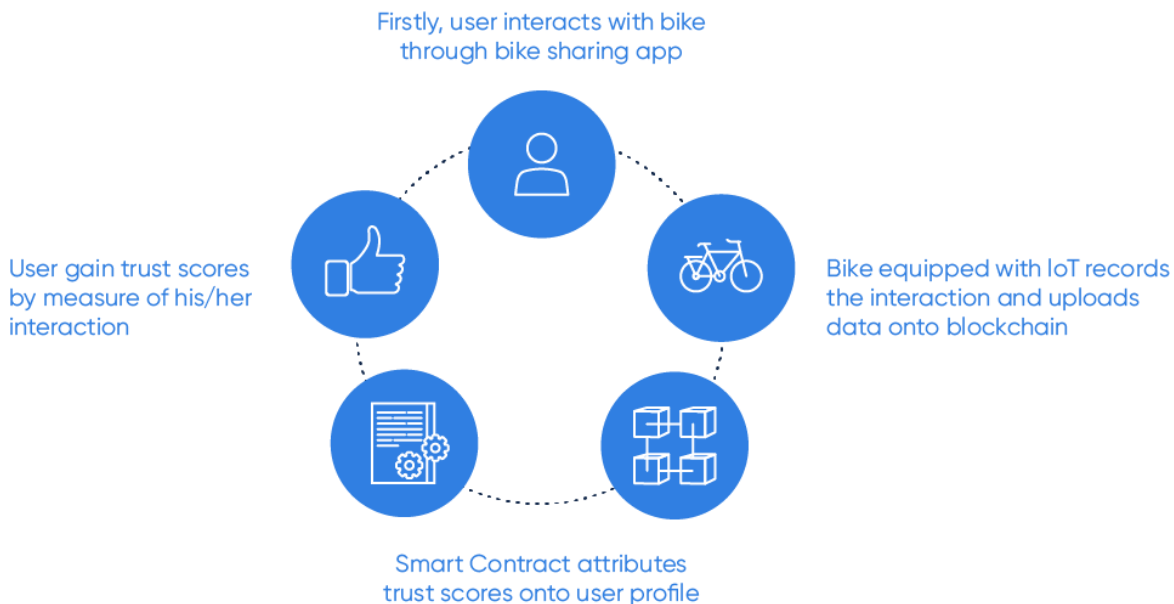 Firstly, user interacts with bike
through bike sharing app
Bike equipped with IoT records
the interaction and uploads
data onto blockchain
Smart Contract attributes
trust scores onto user profile
User gain trust scores
by measure of his/her
interaction